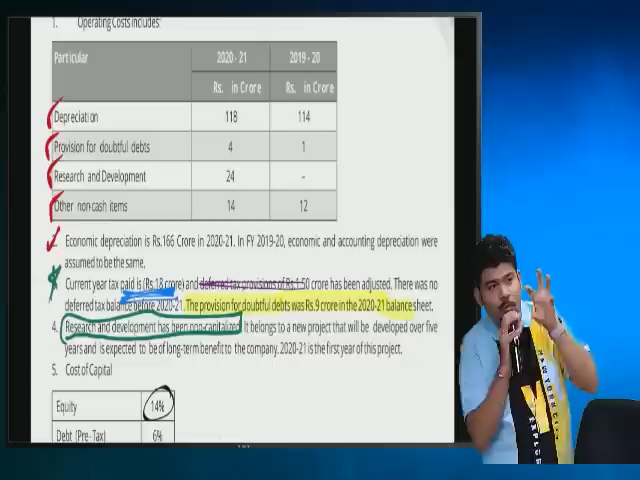 1. Operating Costs includes:
Particular 2020 - 21 2019 - 20
Rs. in Crore Rs. in Crore
Depreciation 118 114
Provision for doubtful debts 4 1
Research and Development 24 -
Other non-cash items 14 12
Economic depreciation is Rs.166 Crore in 2020-21. In FY 2019-20, economic and accounting depreciation were
assumed to be the same.
Current year tax paid is (Rs.18 crore) and deferred tax provisions of Rs.1.50 crore has been adjusted. There was no
deferred tax balance before 2020-21. The provision for doubtful debts was Rs.9 crore in the 2020-21 balance sheet.
4. Research and development has been non-capitalized. It belongs to a new project that will be developed over five
years and is expected to be of long-term benefit to the company. 2020-21 is the first year of this project.
5. Cost of Capital
Equity 14%
Debt (Pre-Tax) 6%
NEW YORK CITY
EXPLOR